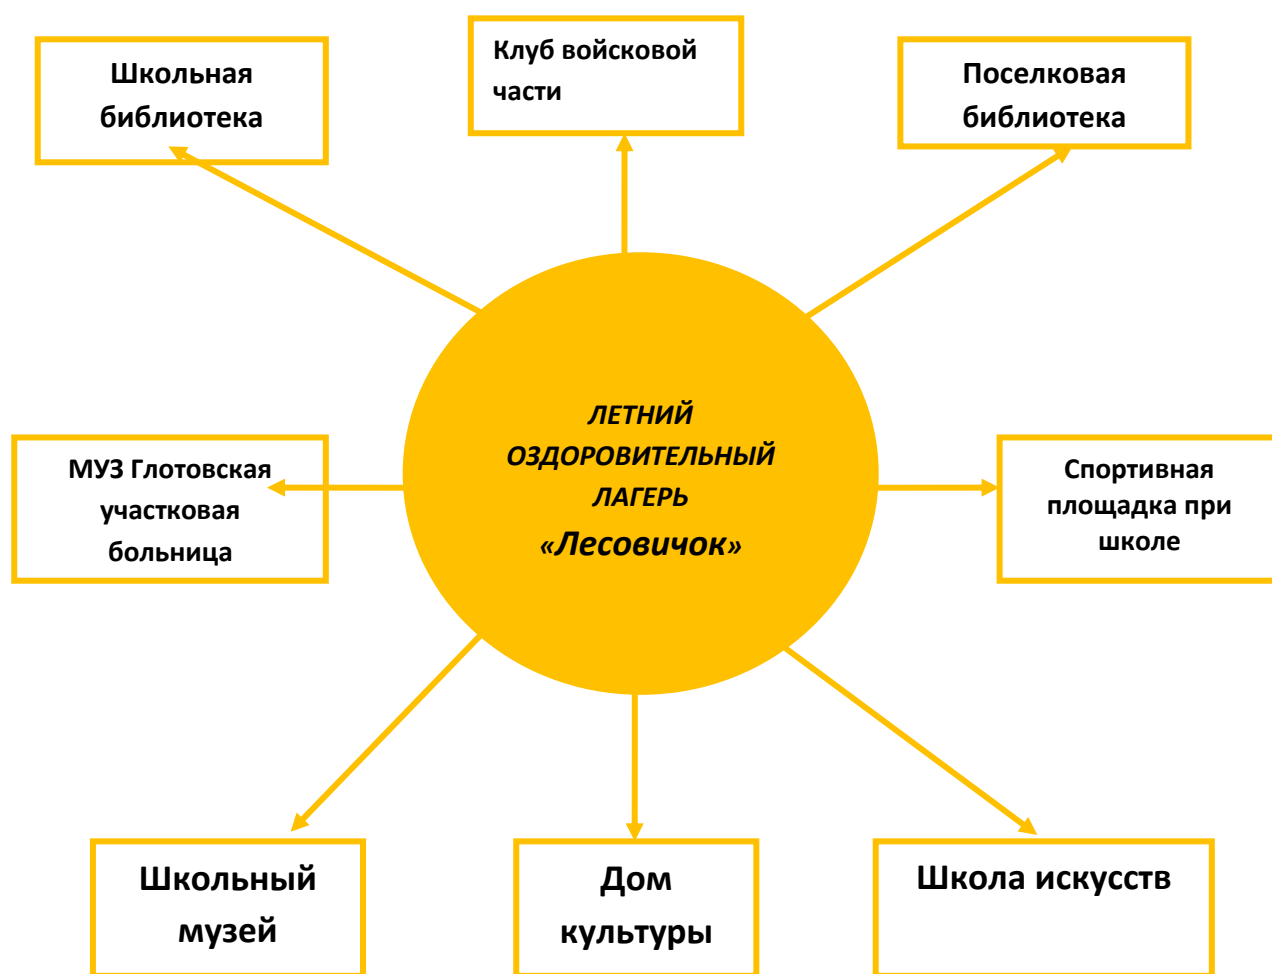 Школьная
библиотека
Клуб войсковой
части
Поселковая
библиотека
ЛЕТНИЙ
ОЗДОРОВИТЕЛЬНЫЙ
ЛАГЕРЬ
«Лесовичок»
МУЗ Глотовская
участковая
больница
Спортивная
площадка при
школе
Школьный
музей
Дом
культуры
Школа искусств